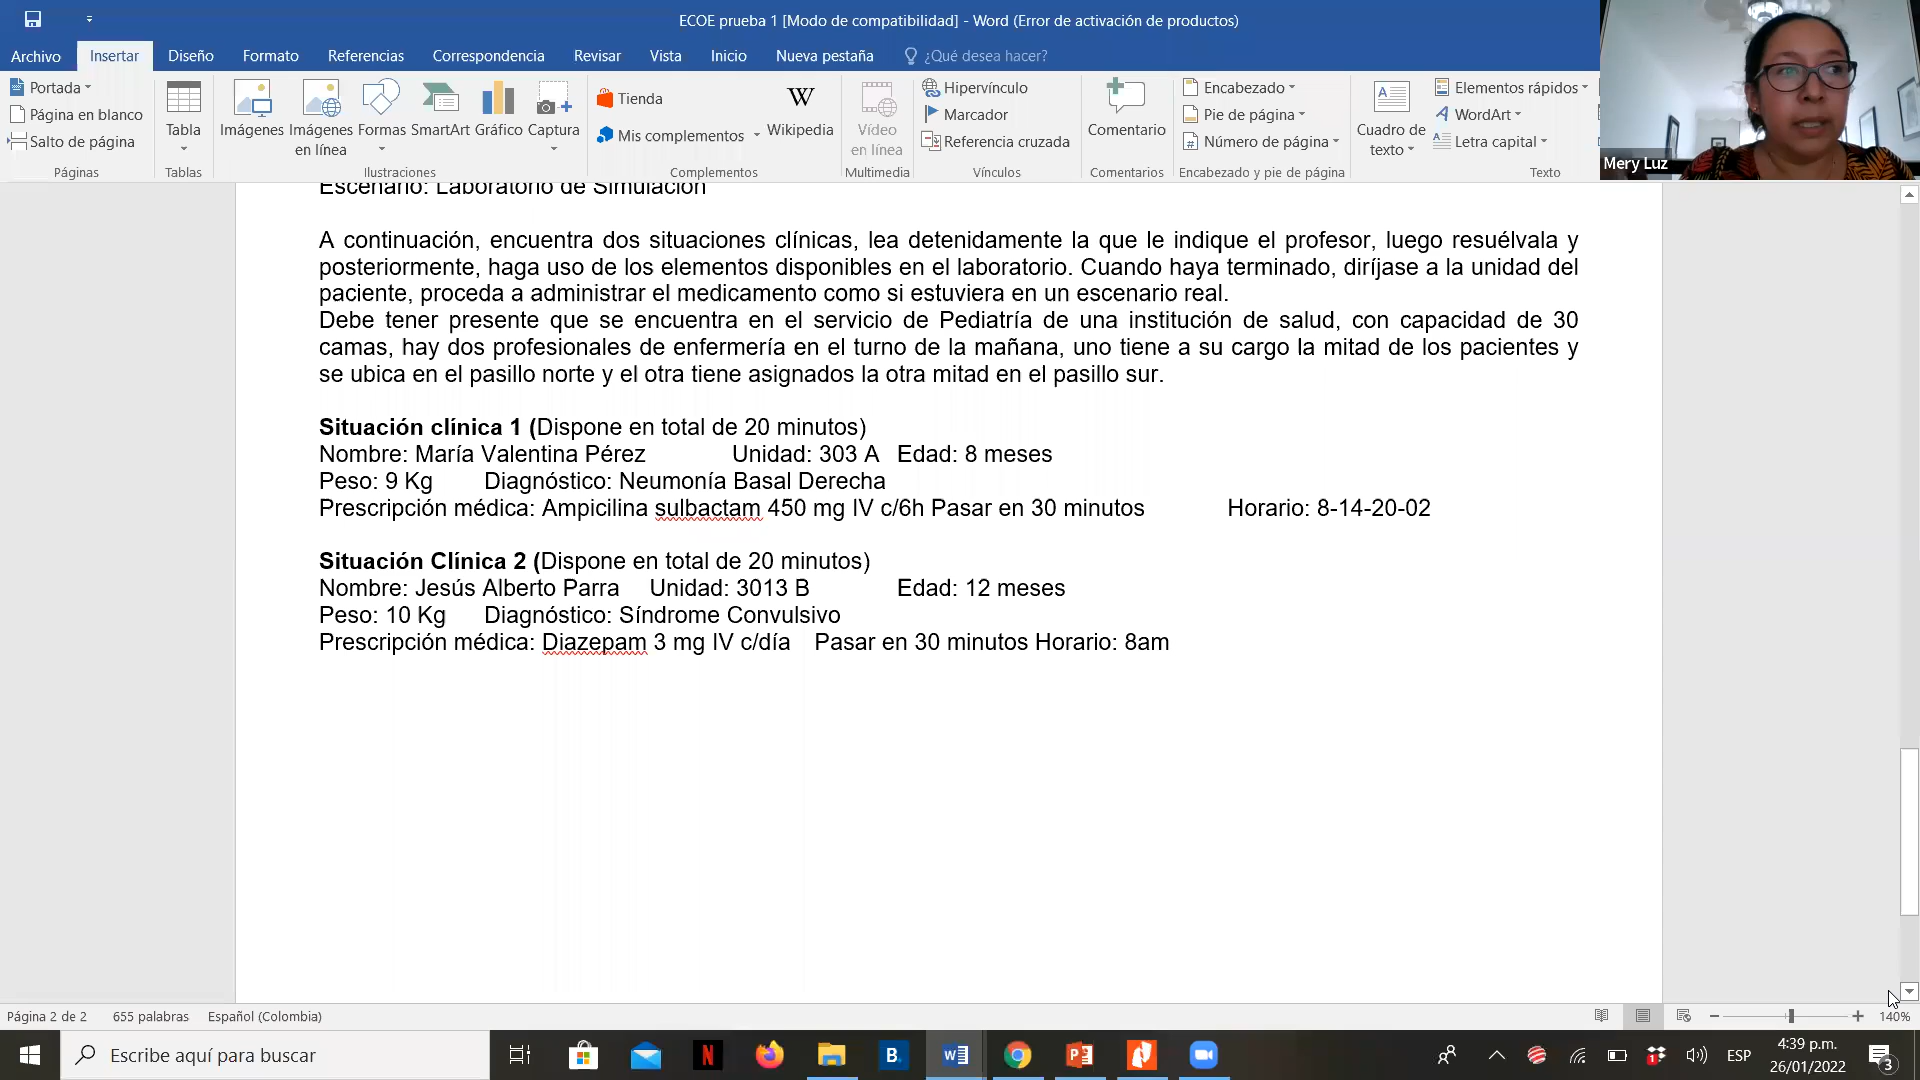 ECOE prueba 1 [Modo de compatibilidad] - Word (Error de activación de productos)
Archivo Insertar Diseño Formato Referencias Correspondencia Revisar Vista Inicio Nueva pestaña ¿Qué desea hacer?
Portada
Página en blanco
Salto de página
Páginas
Tabla
Tablas
Imágenes
Imágenes en línea
Formas
SmartArt
Gráfico
Captura
Ilustraciones
Tienda
Mis complementos
Wikipedia
Complementos
Vídeo en línea
Multimedia
Hipervínculo
Marcador
Referencia cruzada
Vínculos
Comentario
Comentarios
Encabezado
Pie de página
Número de página
Encabezado y pie de página
Cuadro de texto
Elementos rápidos
WordArt
Letra capital
Texto
Mery Luz
Escenario: Laboratorio de Simulación
A continuación, encuentra dos situaciones clínicas, lea detenidamente la que le indique el profesor, luego resuélvala y
posteriormente, haga uso de los elementos disponibles en el laboratorio. Cuando haya terminado, diríjase a la unidad del
paciente, proceda a administrar el medicamento como si estuviera en un escenario real.
Debe tener presente que se encuentra en el servicio de Pediatría de una institución de salud, con capacidad de 30
camas, hay dos profesionales de enfermería en el turno de la mañana, uno tiene a su cargo la mitad de los pacientes y
se ubica en el pasillo norte y el otra tiene asignados la otra mitad en el pasillo sur.
Situación clínica 1 (Dispone en total de 20 minutos)
Nombre: María Valentina Pérez Unidad: 303 A Edad: 8 meses
Peso: 9 Kg Diagnóstico: Neumonía Basal Derecha
Prescripción médica: Ampicilina sulbactam 450 mg IV c/6h Pasar en 30 minutos Horario: 8-14-20-02
Situación Clínica 2 (Dispone en total de 20 minutos)
Nombre: Jesús Alberto Parra Unidad: 3013 B Edad: 12 meses
Peso: 10 Kg Diagnóstico: Síndrome Convulsivo
Prescripción médica: Diazepam 3 mg IV c/día Pasar en 30 minutos Horario: 8am
Página 2 de 2 655 palabras Español (Colombia) 140%
Escribe aquí para buscar
ESP
4:39 p.m.
26/01/2022
3